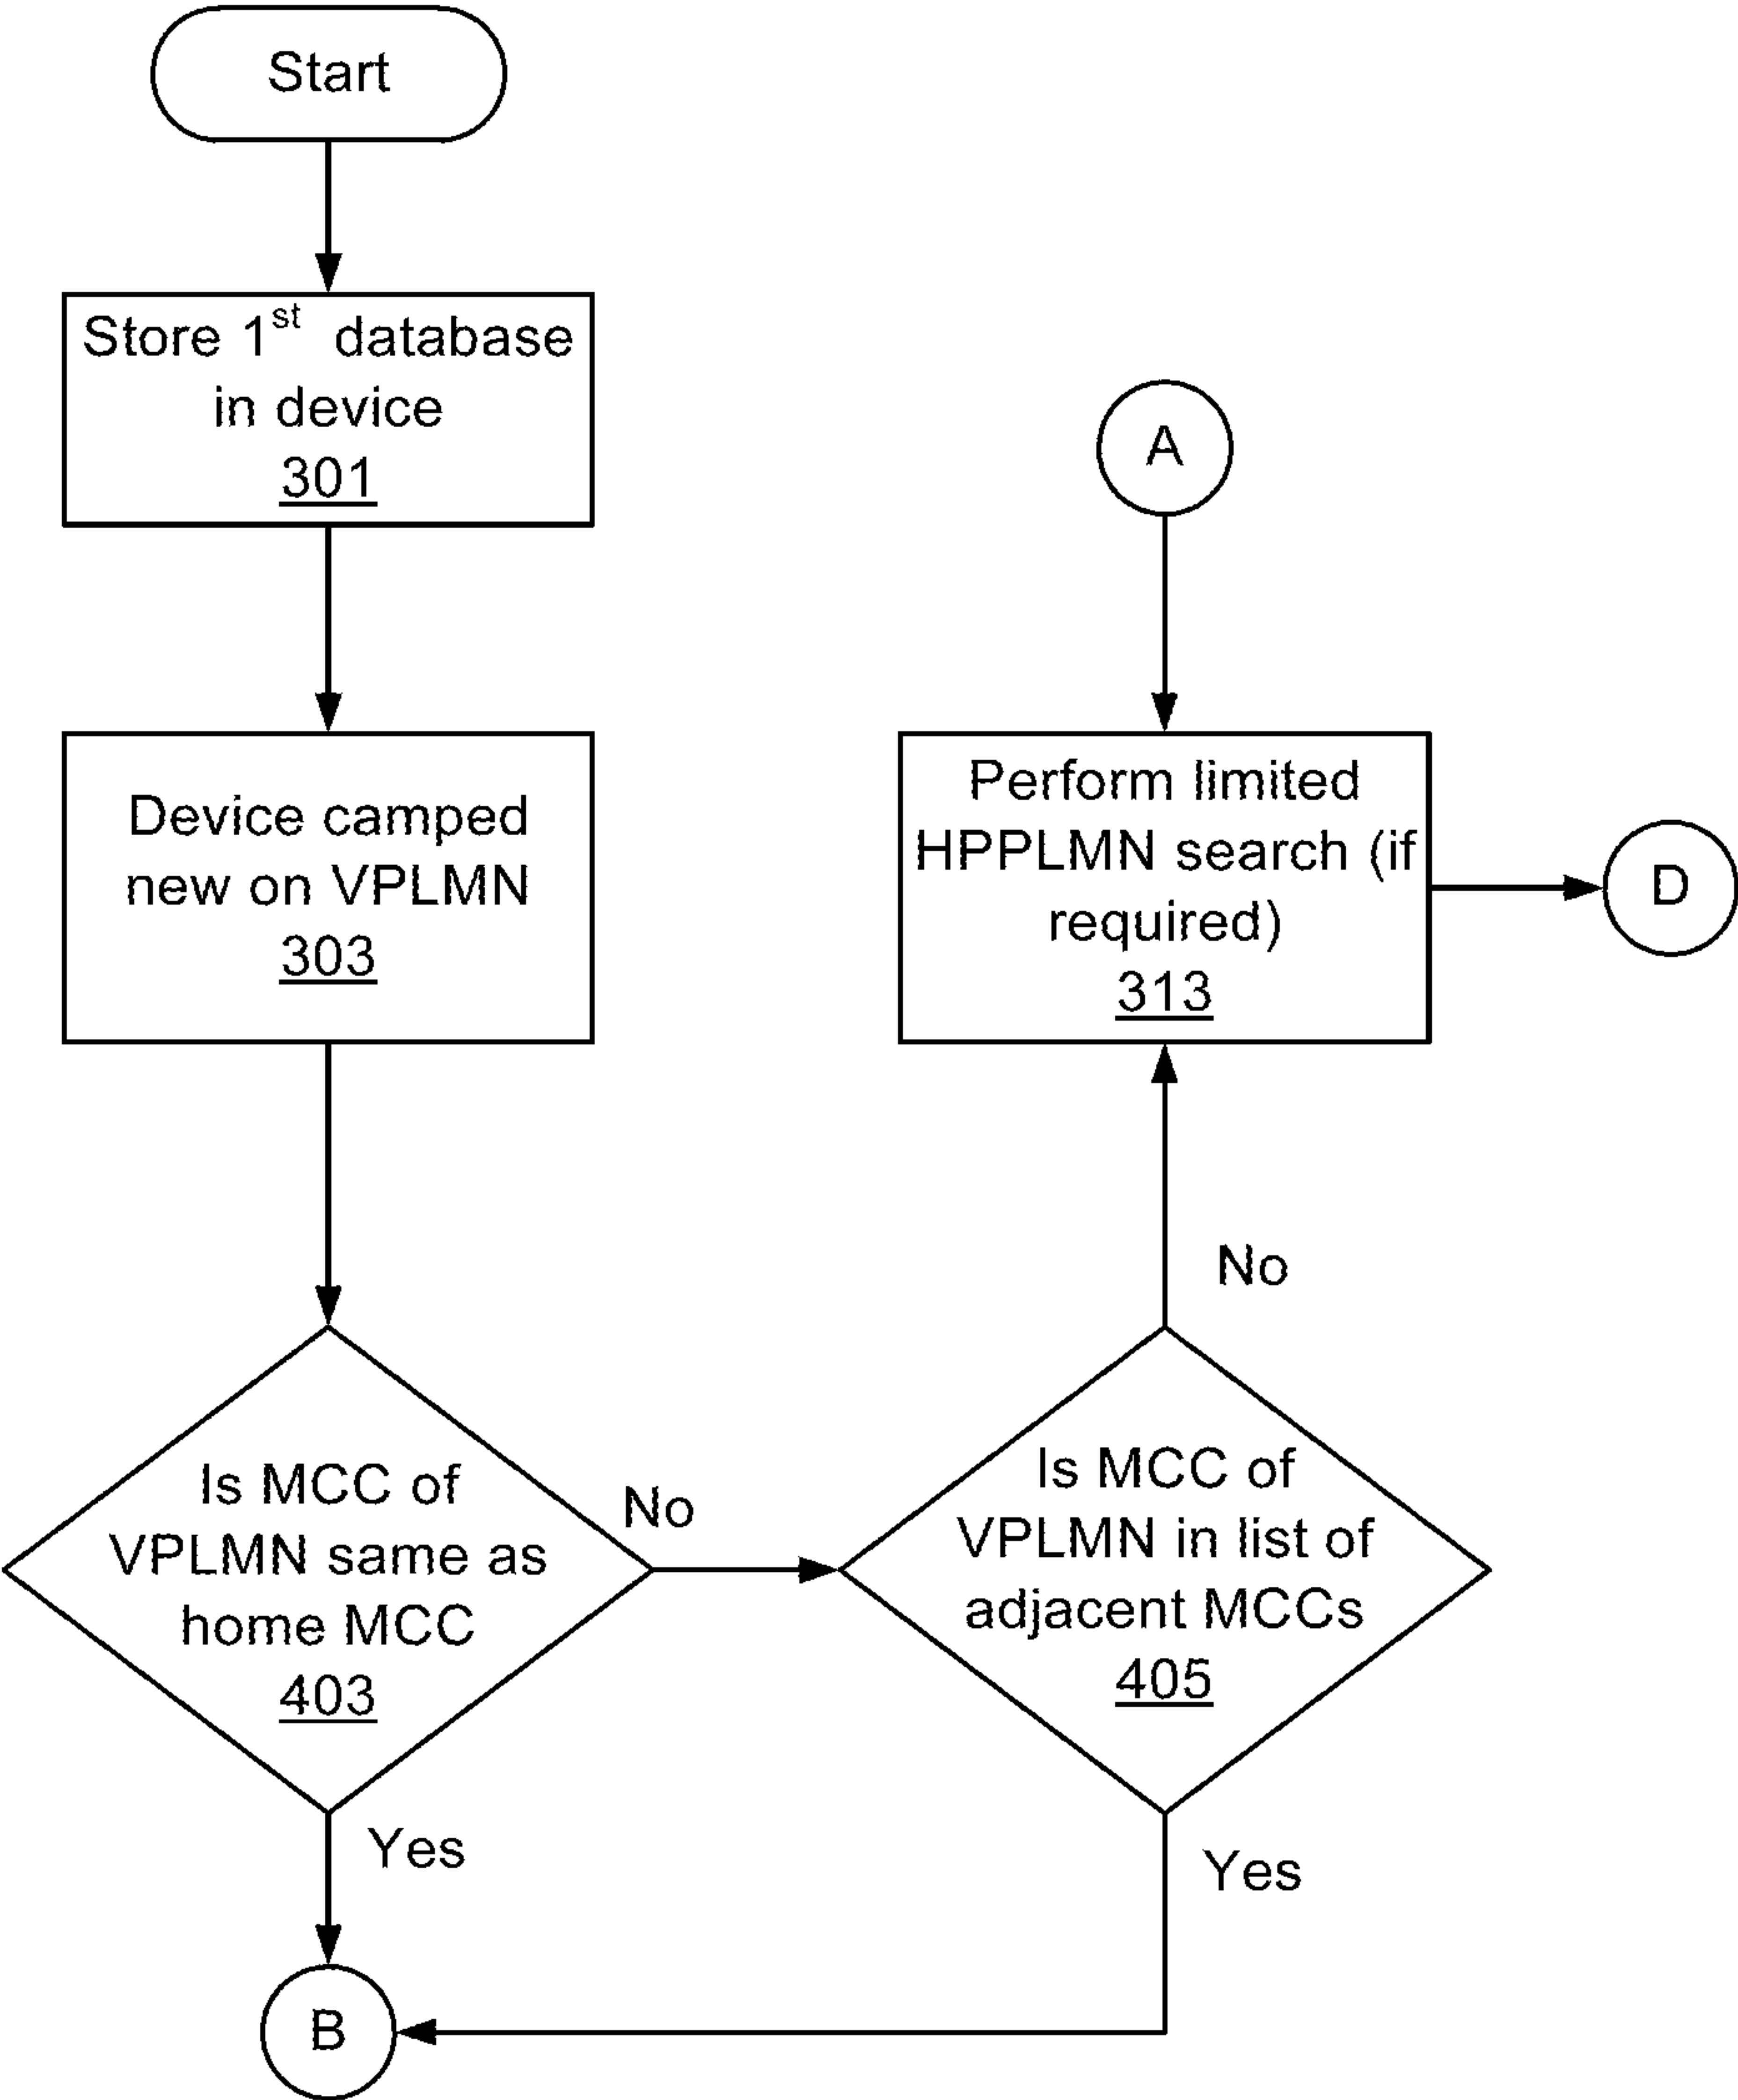 Start
Store 1st database
in device
301
Device camped
new on VPLMN
303
Is MCC of
VPLMN same as
home MCC
403
No
Yes
B
A
Perform limited
HPPLMN search (if
required)
313
D
No
Is MCC of
VPLMN in list of
adjacent MCCs
405
Yes